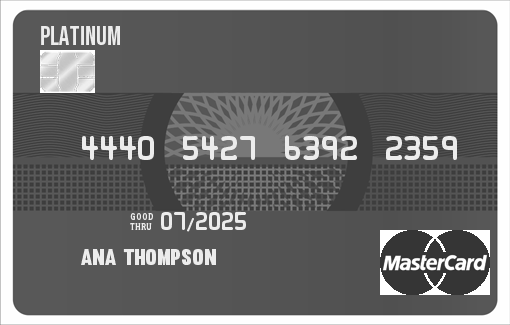 PLATINUM
4440 5427 6392 2359
GOOD THRU 07/2025
ANA THOMPSON
MasterCard